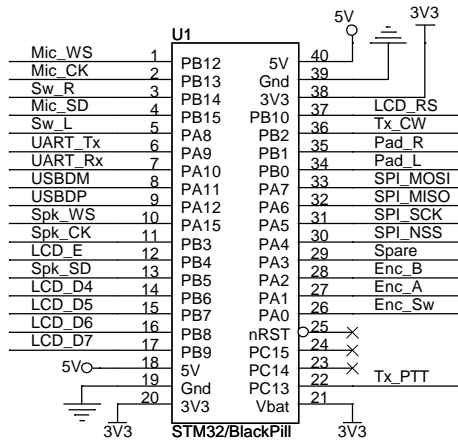 5V 3V3
U1
Mic_WS 1 PB12 5V 40
Mic_CK 2 PB13 Gnd 39
Sw_R 3 PB14 3V3 38
Mic_SD 4 PB15 PB10 37 LCD_RS
Sw_L 5 PA8 PB2 36 Tx_CW
UART_Tx 6 PA9 PB1 35 Pad_R
UART_Rx 7 PA10 PB0 34 Pad_L
USBDM 8 PA11 PA7 33 SPI_MOSI
USBDP 9 PA12 PA6 32 SPI_MISO
Spk_WS 10 PA15 PA5 31 SPI_SCK
Spk_CK 11 PB3 PA4 30 SPI_NSS
LCD_E 12 PB4 PA3 29 Spare
Spk_SD 13 PB5 PA2 28 Enc_B
LCD_D4 14 PB6 PA1 27 Enc_A
LCD_D5 15 PB7 PA0 26 Enc_Sw
LCD_D6 16 PB8 nRST 25
LCD_D7 17 PB9 PC15 24
5V 18 5V PC14 23
19 Gnd PC13 22 Tx_PTT
20 3V3 Vbat 21
3V3 STM32/BlackPill 3V3